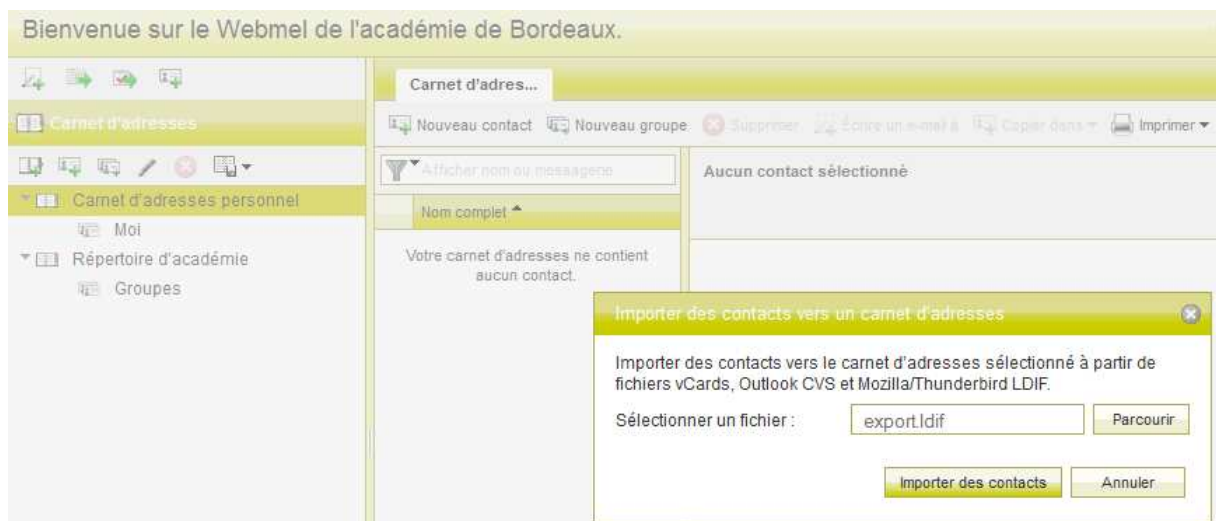 Bienvenue sur le Webmel de l'académie de Bordeaux.
Carnet d'adres...
Carnet d'adresses
Nouveau contact Nouveau groupe Supprimer Écrire un e-mail à Copier dans Imprimer
Afficher nom ou messagerie
Aucun contact sélectionné
Carnet d'adresses personnel
Nom complet
Moi
Répertoire d'académie
Votre carnet d'adresses ne contient
aucun contact.
Groupes
Importer des contacts vers un carnet d'adresses
Importer des contacts vers le carnet d'adresses sélectionné à partir de
fichiers vCards, Outlook CVS et Mozilla/Thunderbird LDIF.
Sélectionner un fichier : export.ldif Parcourir
Importer des contacts Annuler